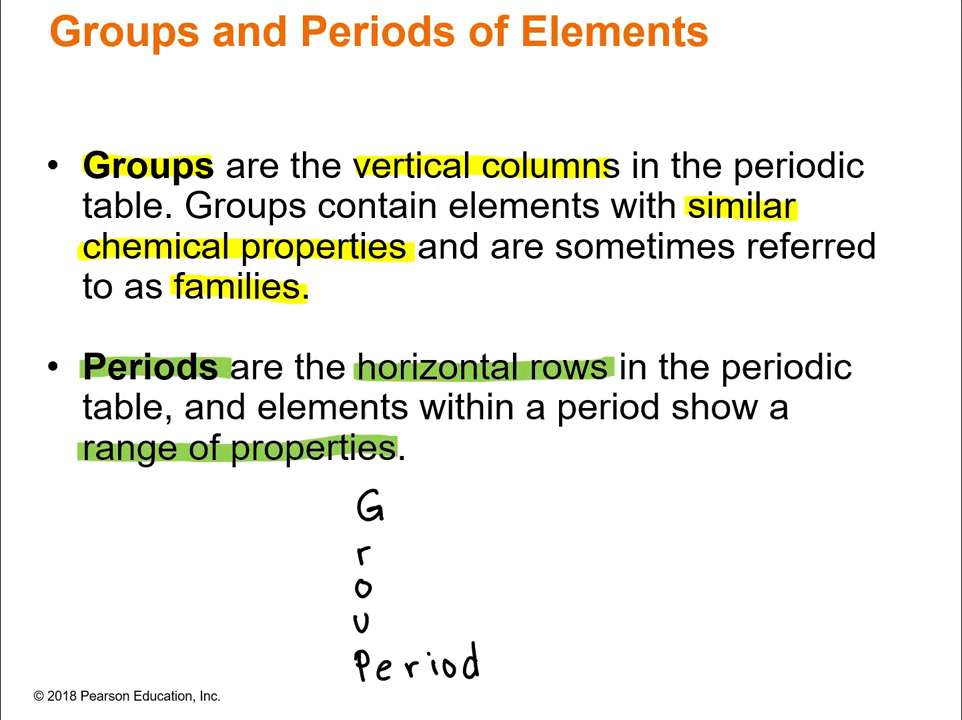 Groups and Periods of Elements
• Groups are the vertical columns in the periodic
table. Groups contain elements with similar
chemical properties and are sometimes referred
to as families.
• Periods are the horizontal rows in the periodic
table, and elements within a period show a
range of properties.
G
r
o
u
Period
© 2018 Pearson Education, Inc.